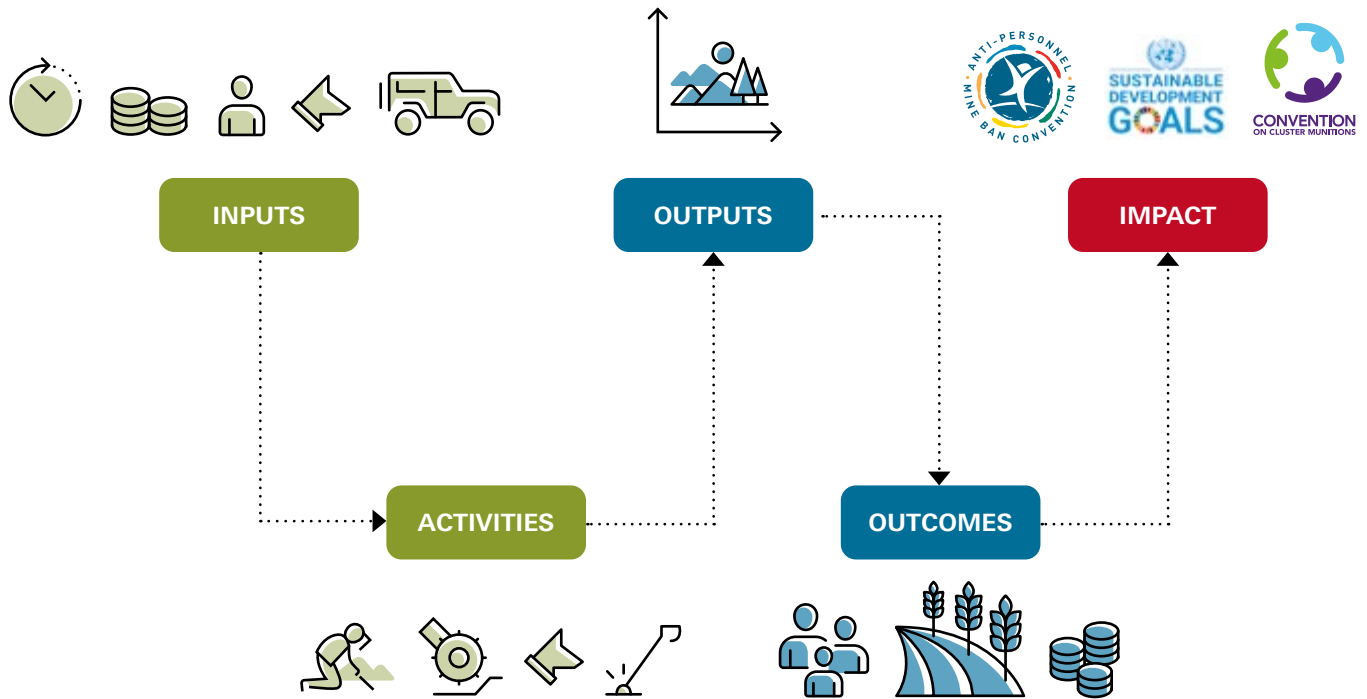 ANTI-PERSONNEL
MINE BAN CONVENTION
SUSTAINABLE
DEVELOPMENT
GOALS
CONVENTION
ON CLUSTER MUNITIONS
INPUTS
OUTPUTS
IMPACT
ACTIVITIES
OUTCOMES